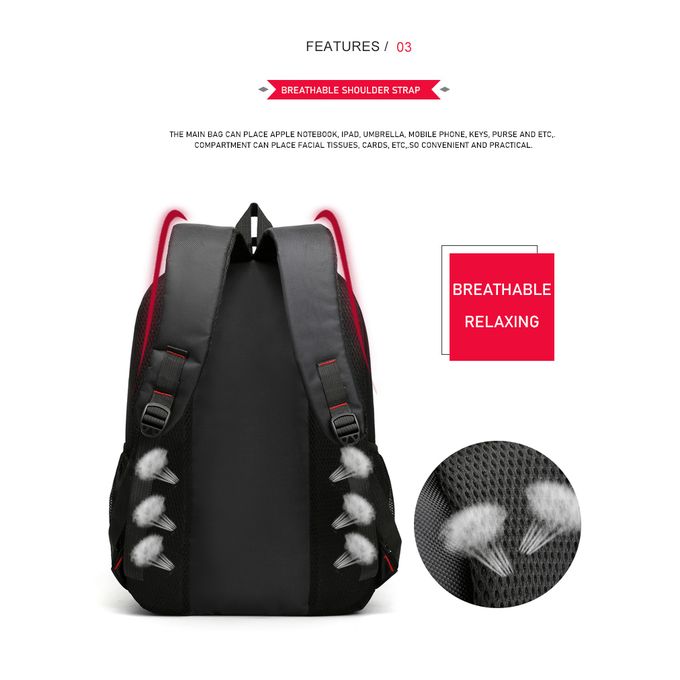 FEATURES / 03
BREATHABLE SHOULDER STRAP
THE MAIN BAG CAN PLACE APPLE NOTEBOOK, IPAD, UMBRELLA, MOBILE PHONE, KEYS, PURSE AND ETC,.
COMPARTMENT CAN PLACE FACIAL TISSUES, CARDS, ETC,.SO CONVENIENT AND PRACTICAL.
BREATHABLE
RELAXING